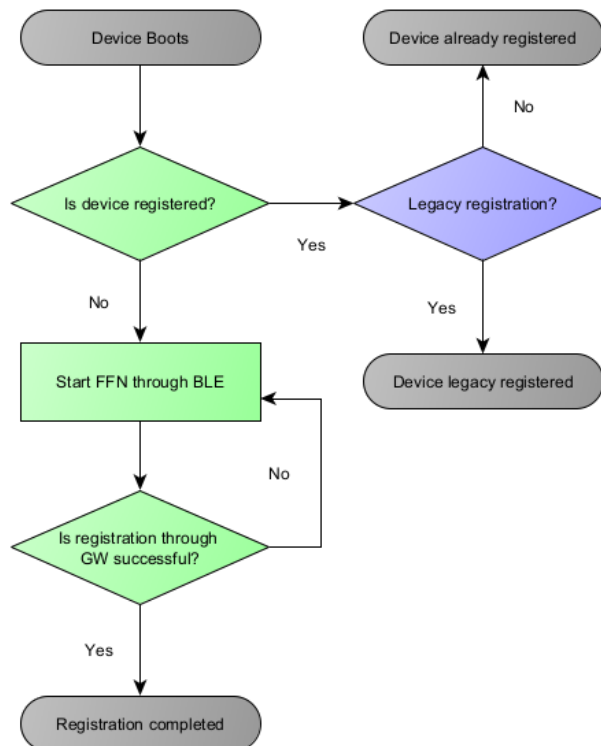 Device Boots
Device already registered
No
Is device registered?
Legacy registration?
Yes
No
Yes
Start FFN through BLE
Device legacy registered
No
Is registration through
GW successful?
Yes
Registration completed